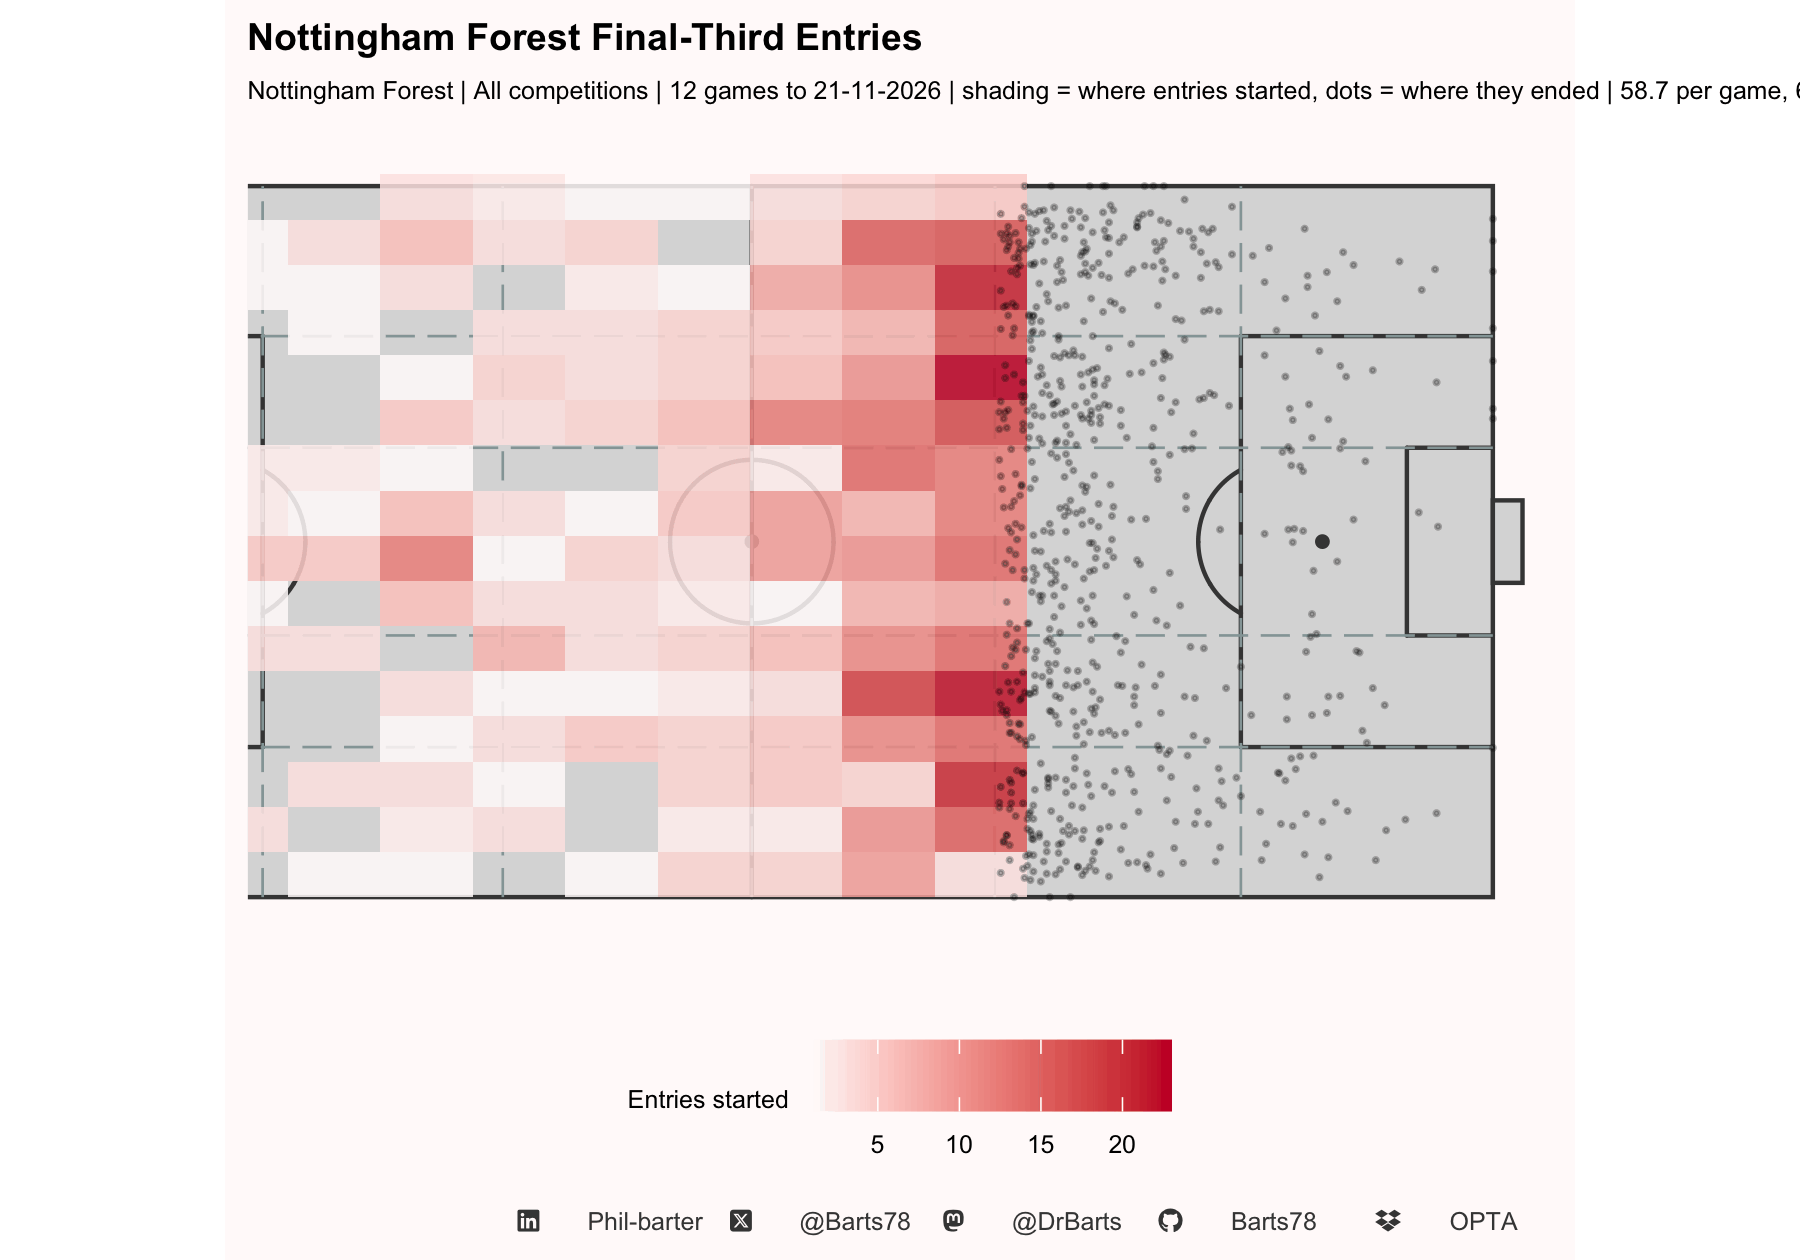 Nottingham Forest Final-Third Entries
Nottingham Forest | All competitions | 12 games to 21-11-2026 | shading = where entries started, dots = where they ended | 58.7 per game,
Entries started
5 10 15 20
Phil-barter @Barts78 @DrBarts Barts78 OPTA